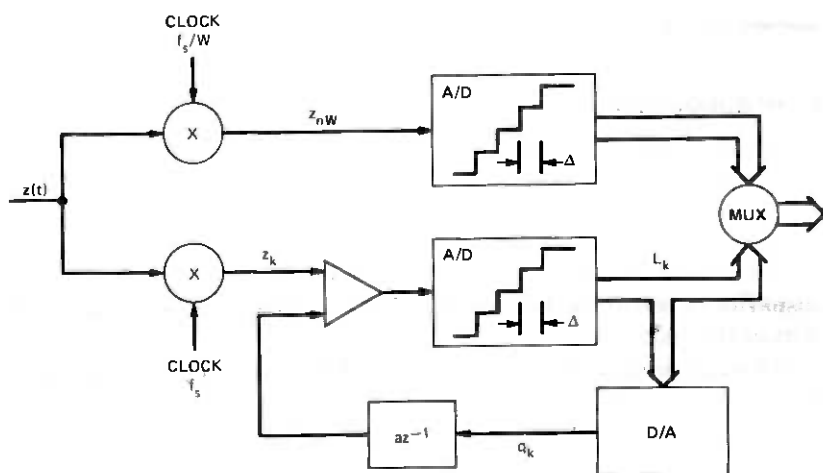 CLOCK
f_s/W
X
z_nW
A/D
Δ
MUX
z(t)
X
z_k
A/D
Δ
L_k
CLOCK
f_s
az⁻¹
q_k
D/A